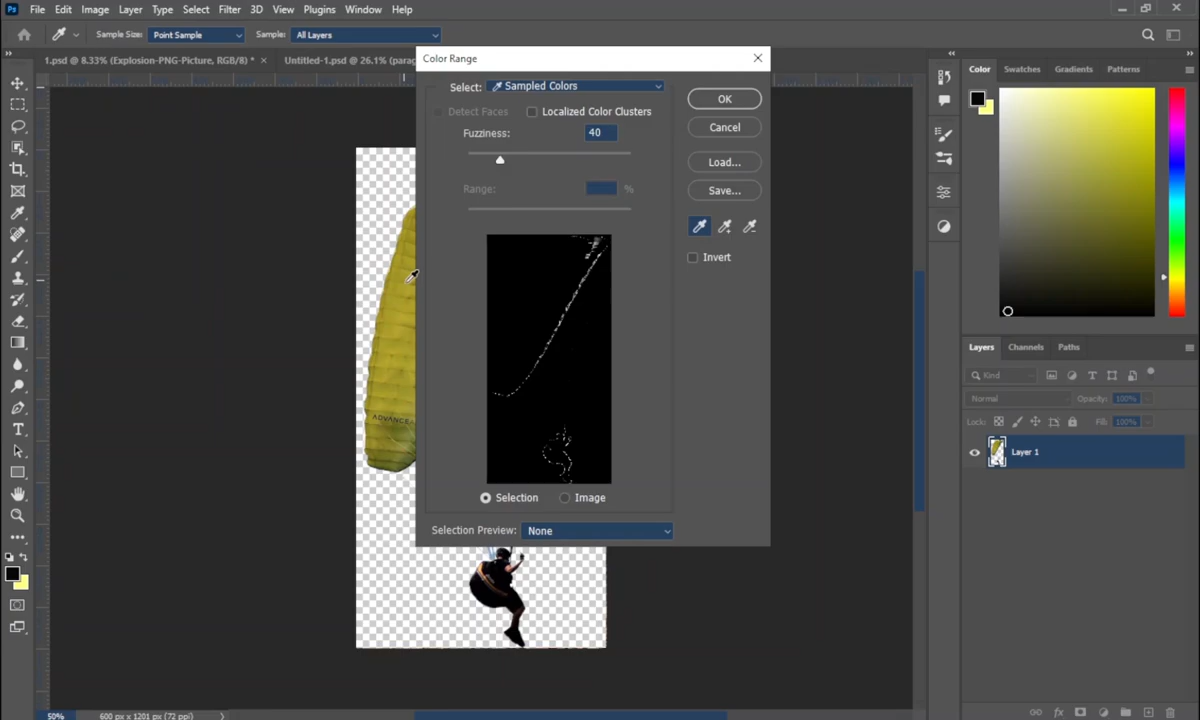 Ps File Edit Image Layer Type Select Filter 3D View Plugins Window Help
Sample Size: Point Sample Sample: All Layers
1.psd @ 8.33% (Explosion-PNG-Picture, RGB/8) * × Untitled-1.psd @ 26.1% (parag
Color Range
Select: Sampled Colors
Detect Faces Localized Color Clusters
Fuzziness: 40
Range: %
OK
Cancel
Load...
Save...
Invert
Selection Image
Selection Preview: None
ADVANCE
Color Swatches Gradients Patterns
Layers Channels Paths
Kind
Normal Opacity: 100%
Lock: Fill: 100%
Layer 1
fx
50% 600 px x 1201 px (72 ppi)